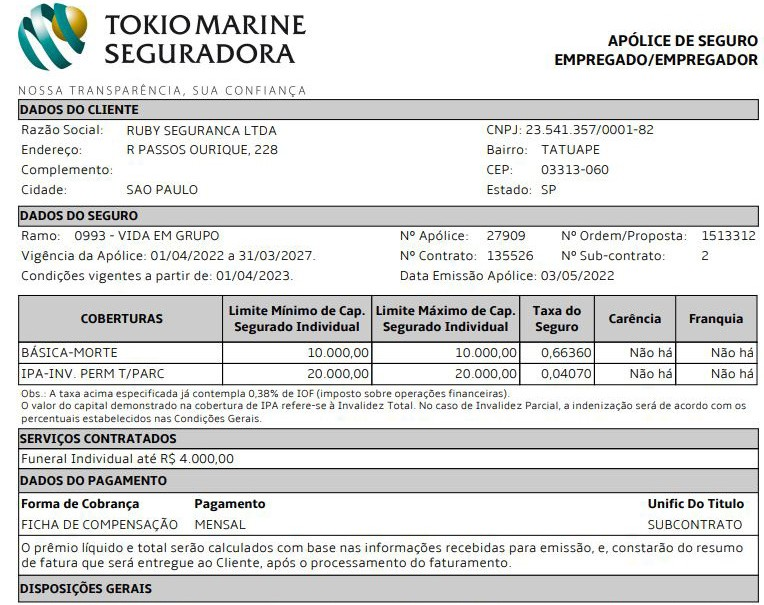 TOKIO MARINE
SEGURADORA
NOSSA TRANSPARÊNCIA, SUA CONFIANÇA
APÓLICE DE SEGURO
EMPREGADO/EMPREGADOR
DADOS DO CLIENTE
Razão Social: RUBY SEGURANCA LTDA CNPJ: 23.541.357/0001-82
Endereço: R PASSOS OURIQUE, 228 Bairro: TATUAPE
Complemento: CEP: 03313-060
Cidade: SAO PAULO Estado: SP
DADOS DO SEGURO
Ramo: 0993 - VIDA EM GRUPO Nº Apólice: 27909 Nº Ordem/Proposta: 1513312
Vigência da Apólice: 01/04/2022 a 31/03/2027. Nº Contrato: 135526 Nº Sub-contrato: 2
Condições vigentes a partir de: 01/04/2023. Data Emissão Apólice: 03/05/2022
COBERTURAS Limite Mínimo de Cap. Segurado Individual Limite Máximo de Cap. Segurado Individual Taxa do Seguro Carência Franquia
BÁSICA-MORTE 10.000,00 10.000,00 0,66360 Não há Não há
IPA-INV. PERM T/PARC 20.000,00 20.000,00 0,04070 Não há Não há
Obs.: A taxa acima especificada já contempla 0,38% de IOF (imposto sobre operações financeiras).
O valor do capital demonstrado na cobertura de IPA refere-se à Invalidez Total. No caso de Invalidez Parcial, a indenização será de acordo com os
percentuais estabelecidos nas Condições Gerais.
SERVIÇOS CONTRATADOS
Funeral Individual até R$ 4.000,00
DADOS DO PAGAMENTO
Forma de Cobrança Pagamento Unific Do Titulo
FICHA DE COMPENSAÇÃO MENSAL SUBCONTRATO
O prêmio líquido e total serão calculados com base nas informações recebidas para emissão, e, constarão do resumo
de fatura que será entregue ao Cliente, após o processamento do faturamento.
DISPOSIÇÕES GERAIS